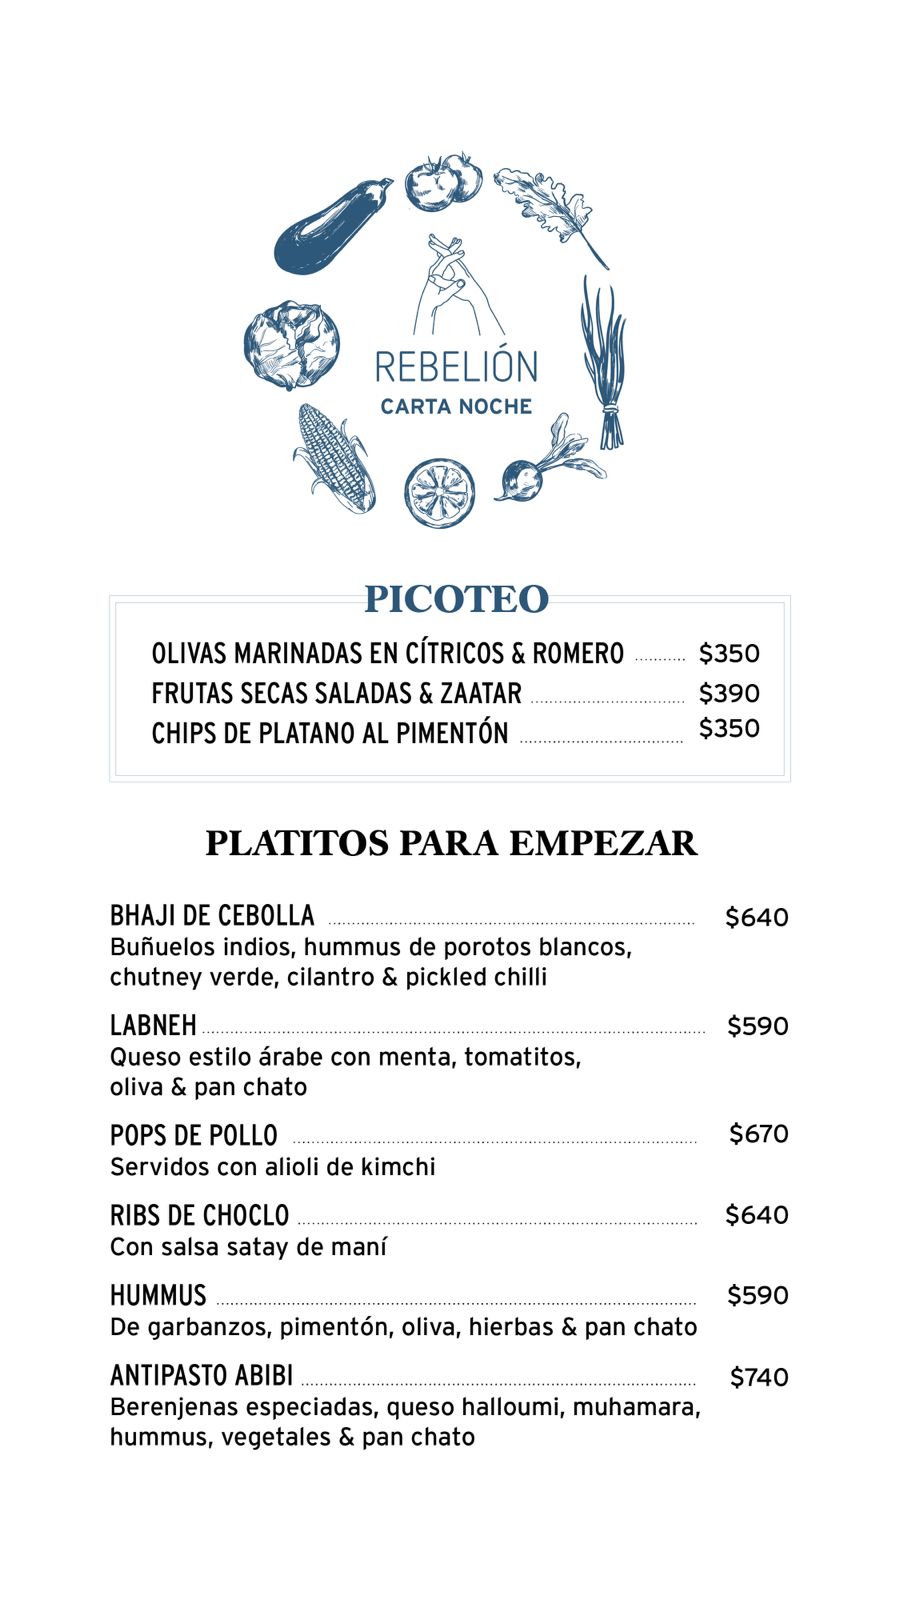 REBELIÓN
CARTA NOCHE
PICOTEO
OLIVAS MARINADAS EN CÍTRICOS & ROMERO ........... $350
FRUTAS SECAS SALADAS & ZAATAR ........... $390
CHIPS DE PLATANO AL PIMENTÓN ........... $350
PLATITOS PARA EMPEZAR
BHAJI DE CEBOLLA ........... $640
Buñuelos indios, hummus de porotos blancos,
chutney verde, cilantro & pickled chilli
LABNEH ........... $590
Queso estilo árabe con menta, tomatitos,
oliva & pan chato
POPS DE POLLO ........... $670
Servidos con alioli de kimchi
RIBS DE CHOCLO ........... $640
Con salsa satay de maní
HUMMUS ........... $590
De garbanzos, pimentón, oliva, hierbas & pan chato
ANTIPASTO ABIBI ........... $740
Berenjenas especiadas, queso halloumi, muhamara,
hummus, vegetales & pan chato